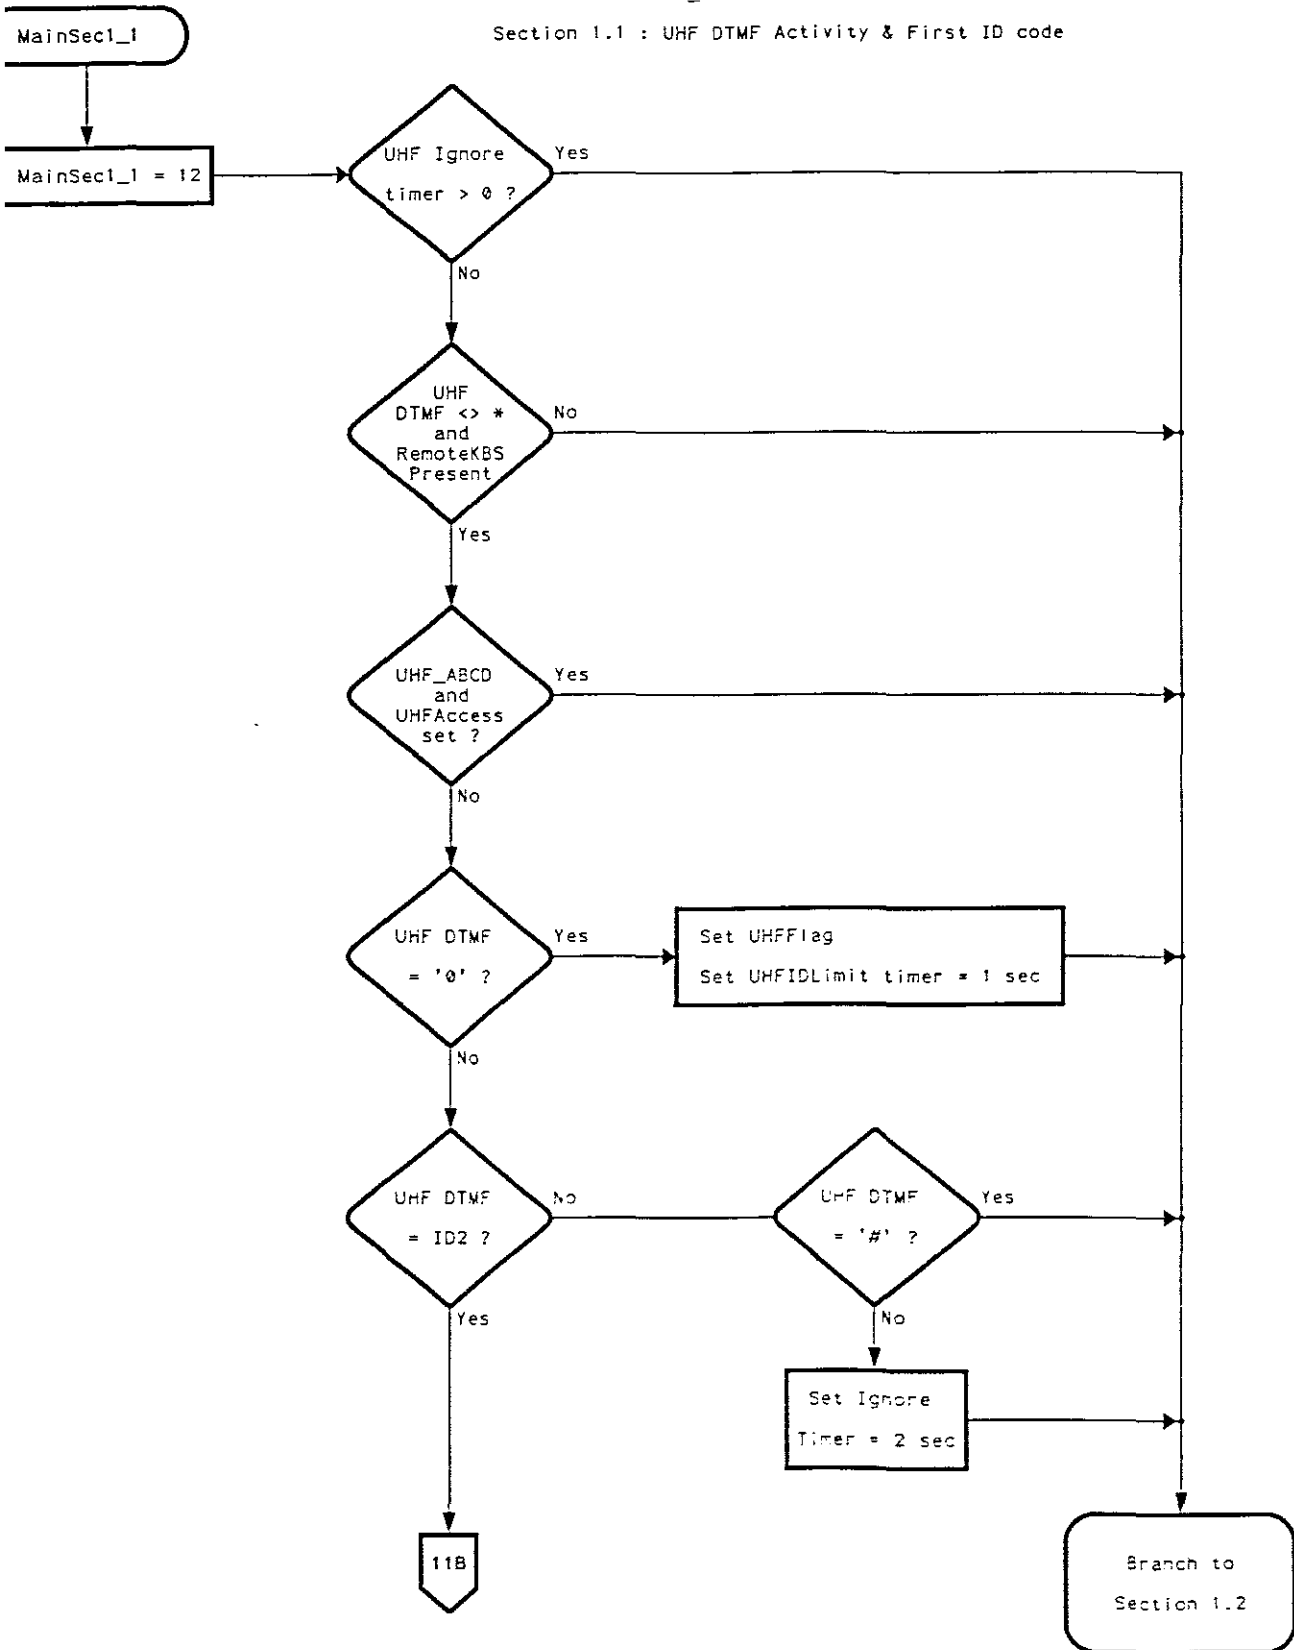 MainSec1_1
Section 1.1 : UHF DTMF Activity & First ID code
MainSec1_1 = 12
UHF Ignore
timer > 0 ?
Yes
No
UHF
DTMF <> *
and
RemoteKBS
Present
No
Yes
UHF_ABCD
and
UHFAccess
set ?
Yes
No
UHF DTMF
= '0' ?
Yes
Set UHFFlag
Set UHFIDLimit timer = 1 sec
No
UHF DTMF
= ID2 ?
No
UHF DTMF
= '#' ?
Yes
Yes
No
Set Ignore
Timer = 2 sec
11B
Branch to
Section 1.2